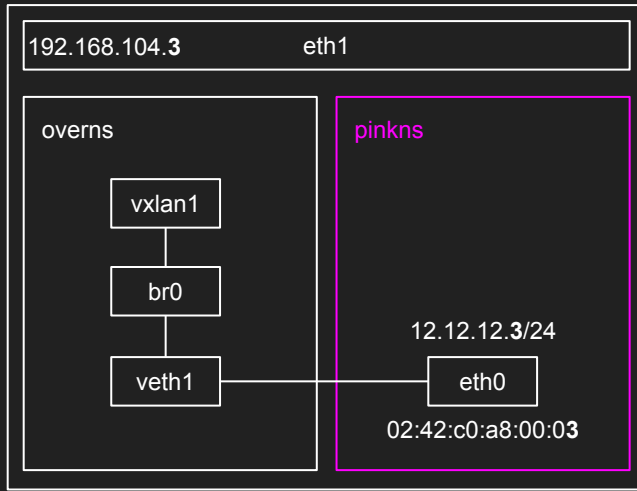 192.168.104.3 eth1
overns
pinkns
vxlan1
br0
12.12.12.3/24
veth1
eth0
02:42:c0:a8:00:03